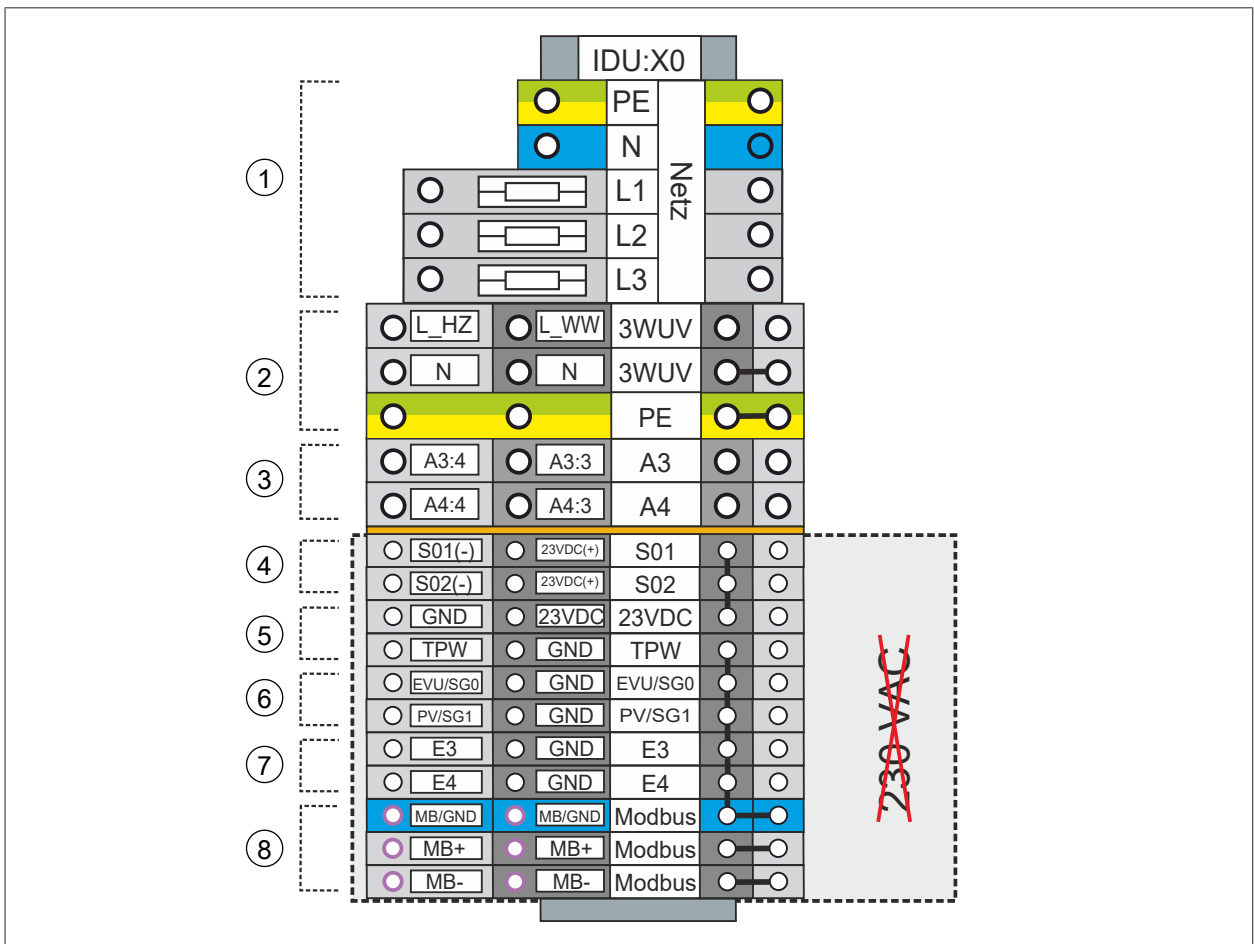 IDU:X0
PE
N
L1
L2
L3
Netz
1
L_HZ L_WW 3WUV
N N 3WUV
PE
2
A3:4 A3:3 A3
A4:4 A4:3 A4
3
S01(-) 23VDC(+) S01
S02(-) 23VDC(+) S02
4
GND 23VDC 23VDC
TPW GND TPW
5
EVU/SG0 GND EVU/SG0
PV/SG1 GND PV/SG1
6
E3 GND E3
E4 GND E4
7
MB/GND MB/GND Modbus
MB+ MB+ Modbus
MB- MB- Modbus
8
230 VAC